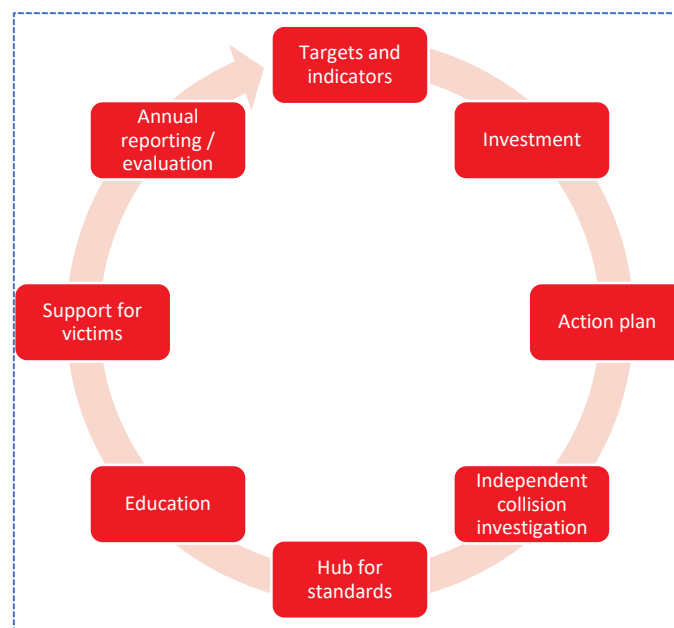 Targets and
indicators
Investment
Action plan
Independent
collision
investigation
Hub for
standards
Education
Support for
victims
Annual
reporting /
evaluation